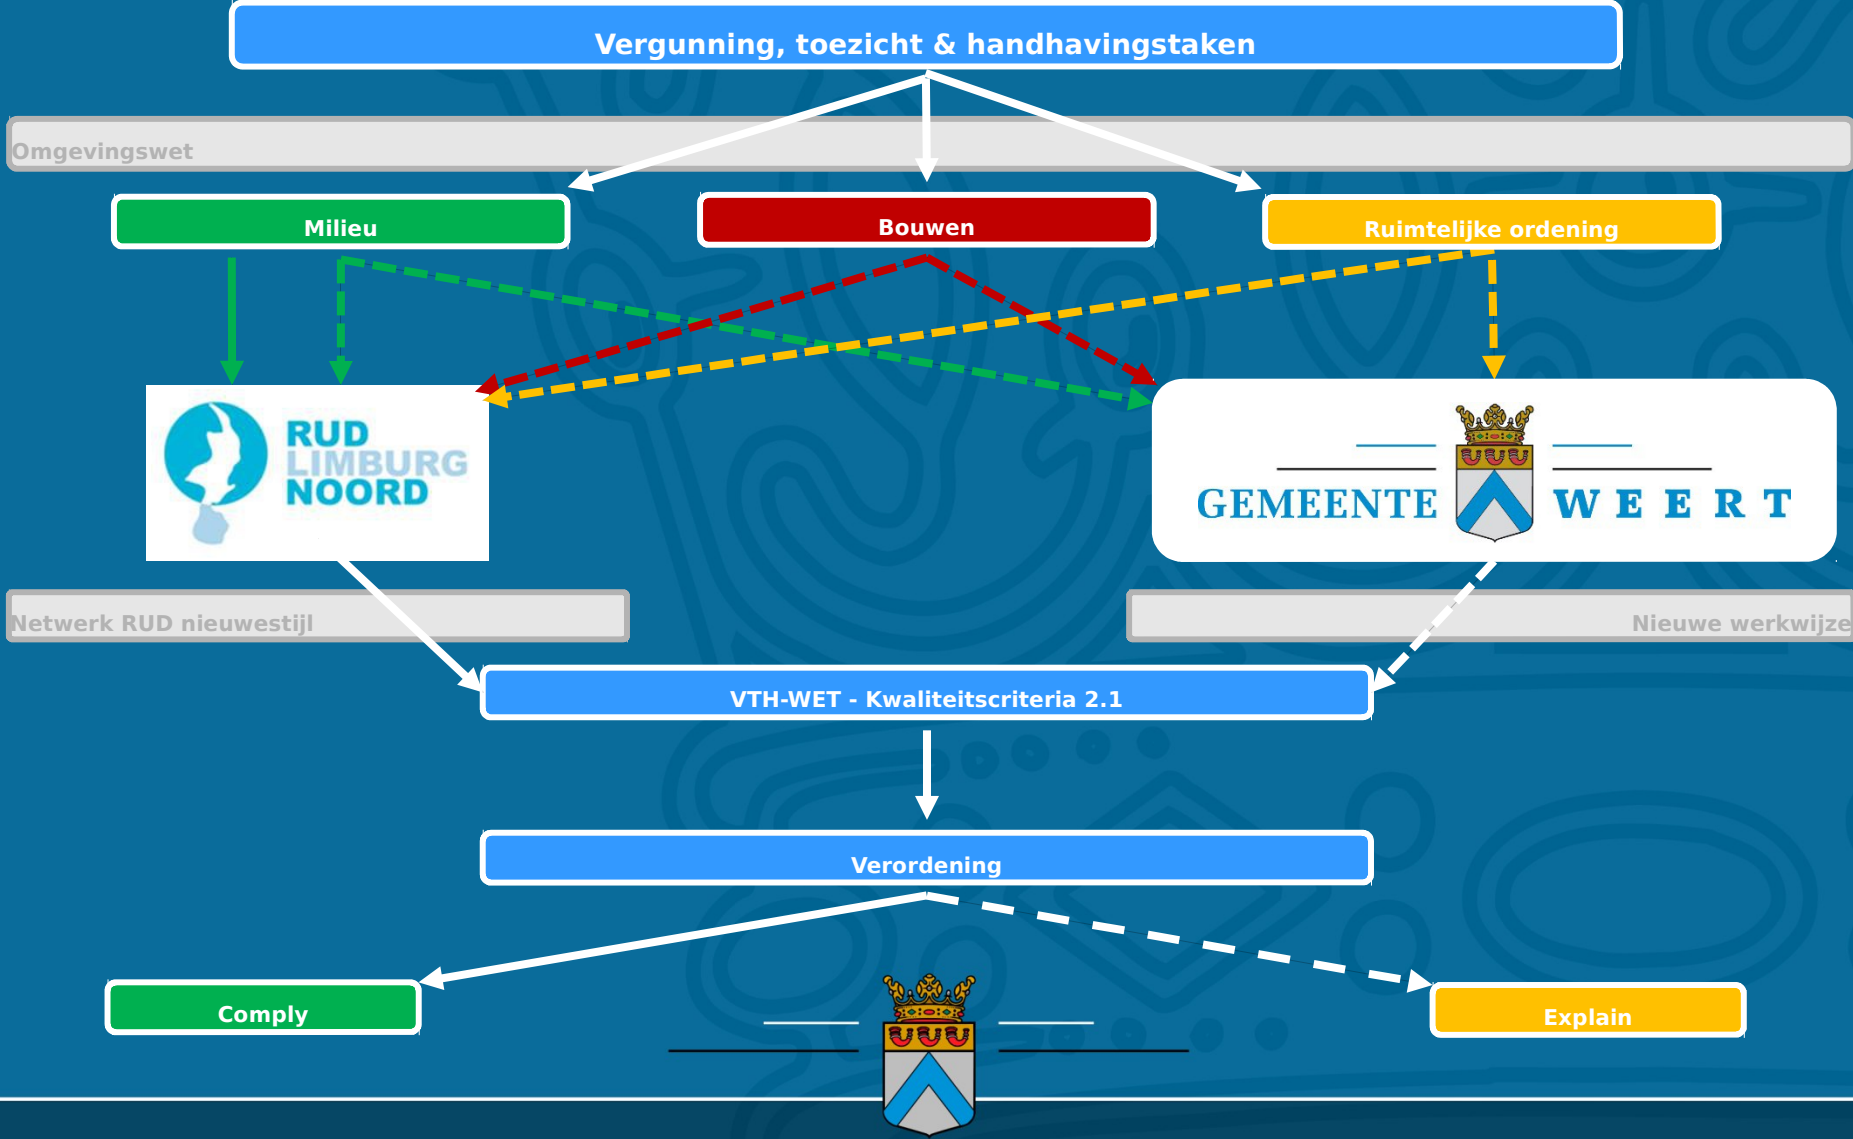 Vergunning, toezicht & handhavingstaken
Omgevingswet
Milieu
Bouwen
Ruimtelijke ordening
RUD
LIMBURG
NOORD
GEMEENTE WEERT
Netwerk RUD nieuwestijl
Nieuwe werkwijze
VTH-WET - Kwaliteitscriteria 2.1
Verordening
Comply
Explain